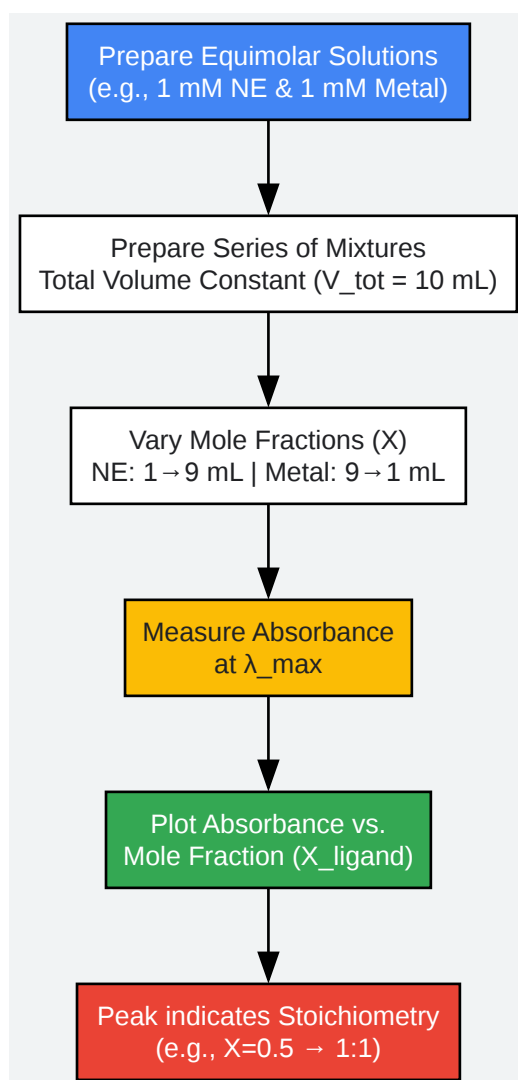 Prepare Equimolar Solutions
(e.g., 1 mM NE & 1 mM Metal)
Prepare Series of Mixtures
Total Volume Constant (V_tot = 10 mL)
Vary Mole Fractions (X)
NE: 1→9 mL | Metal: 9→1 mL
Measure Absorbance
at λ_max
Plot Absorbance vs.
Mole Fraction (X_ligand)
Peak indicates Stoichiometry
(e.g., X=0.5 → 1:1)